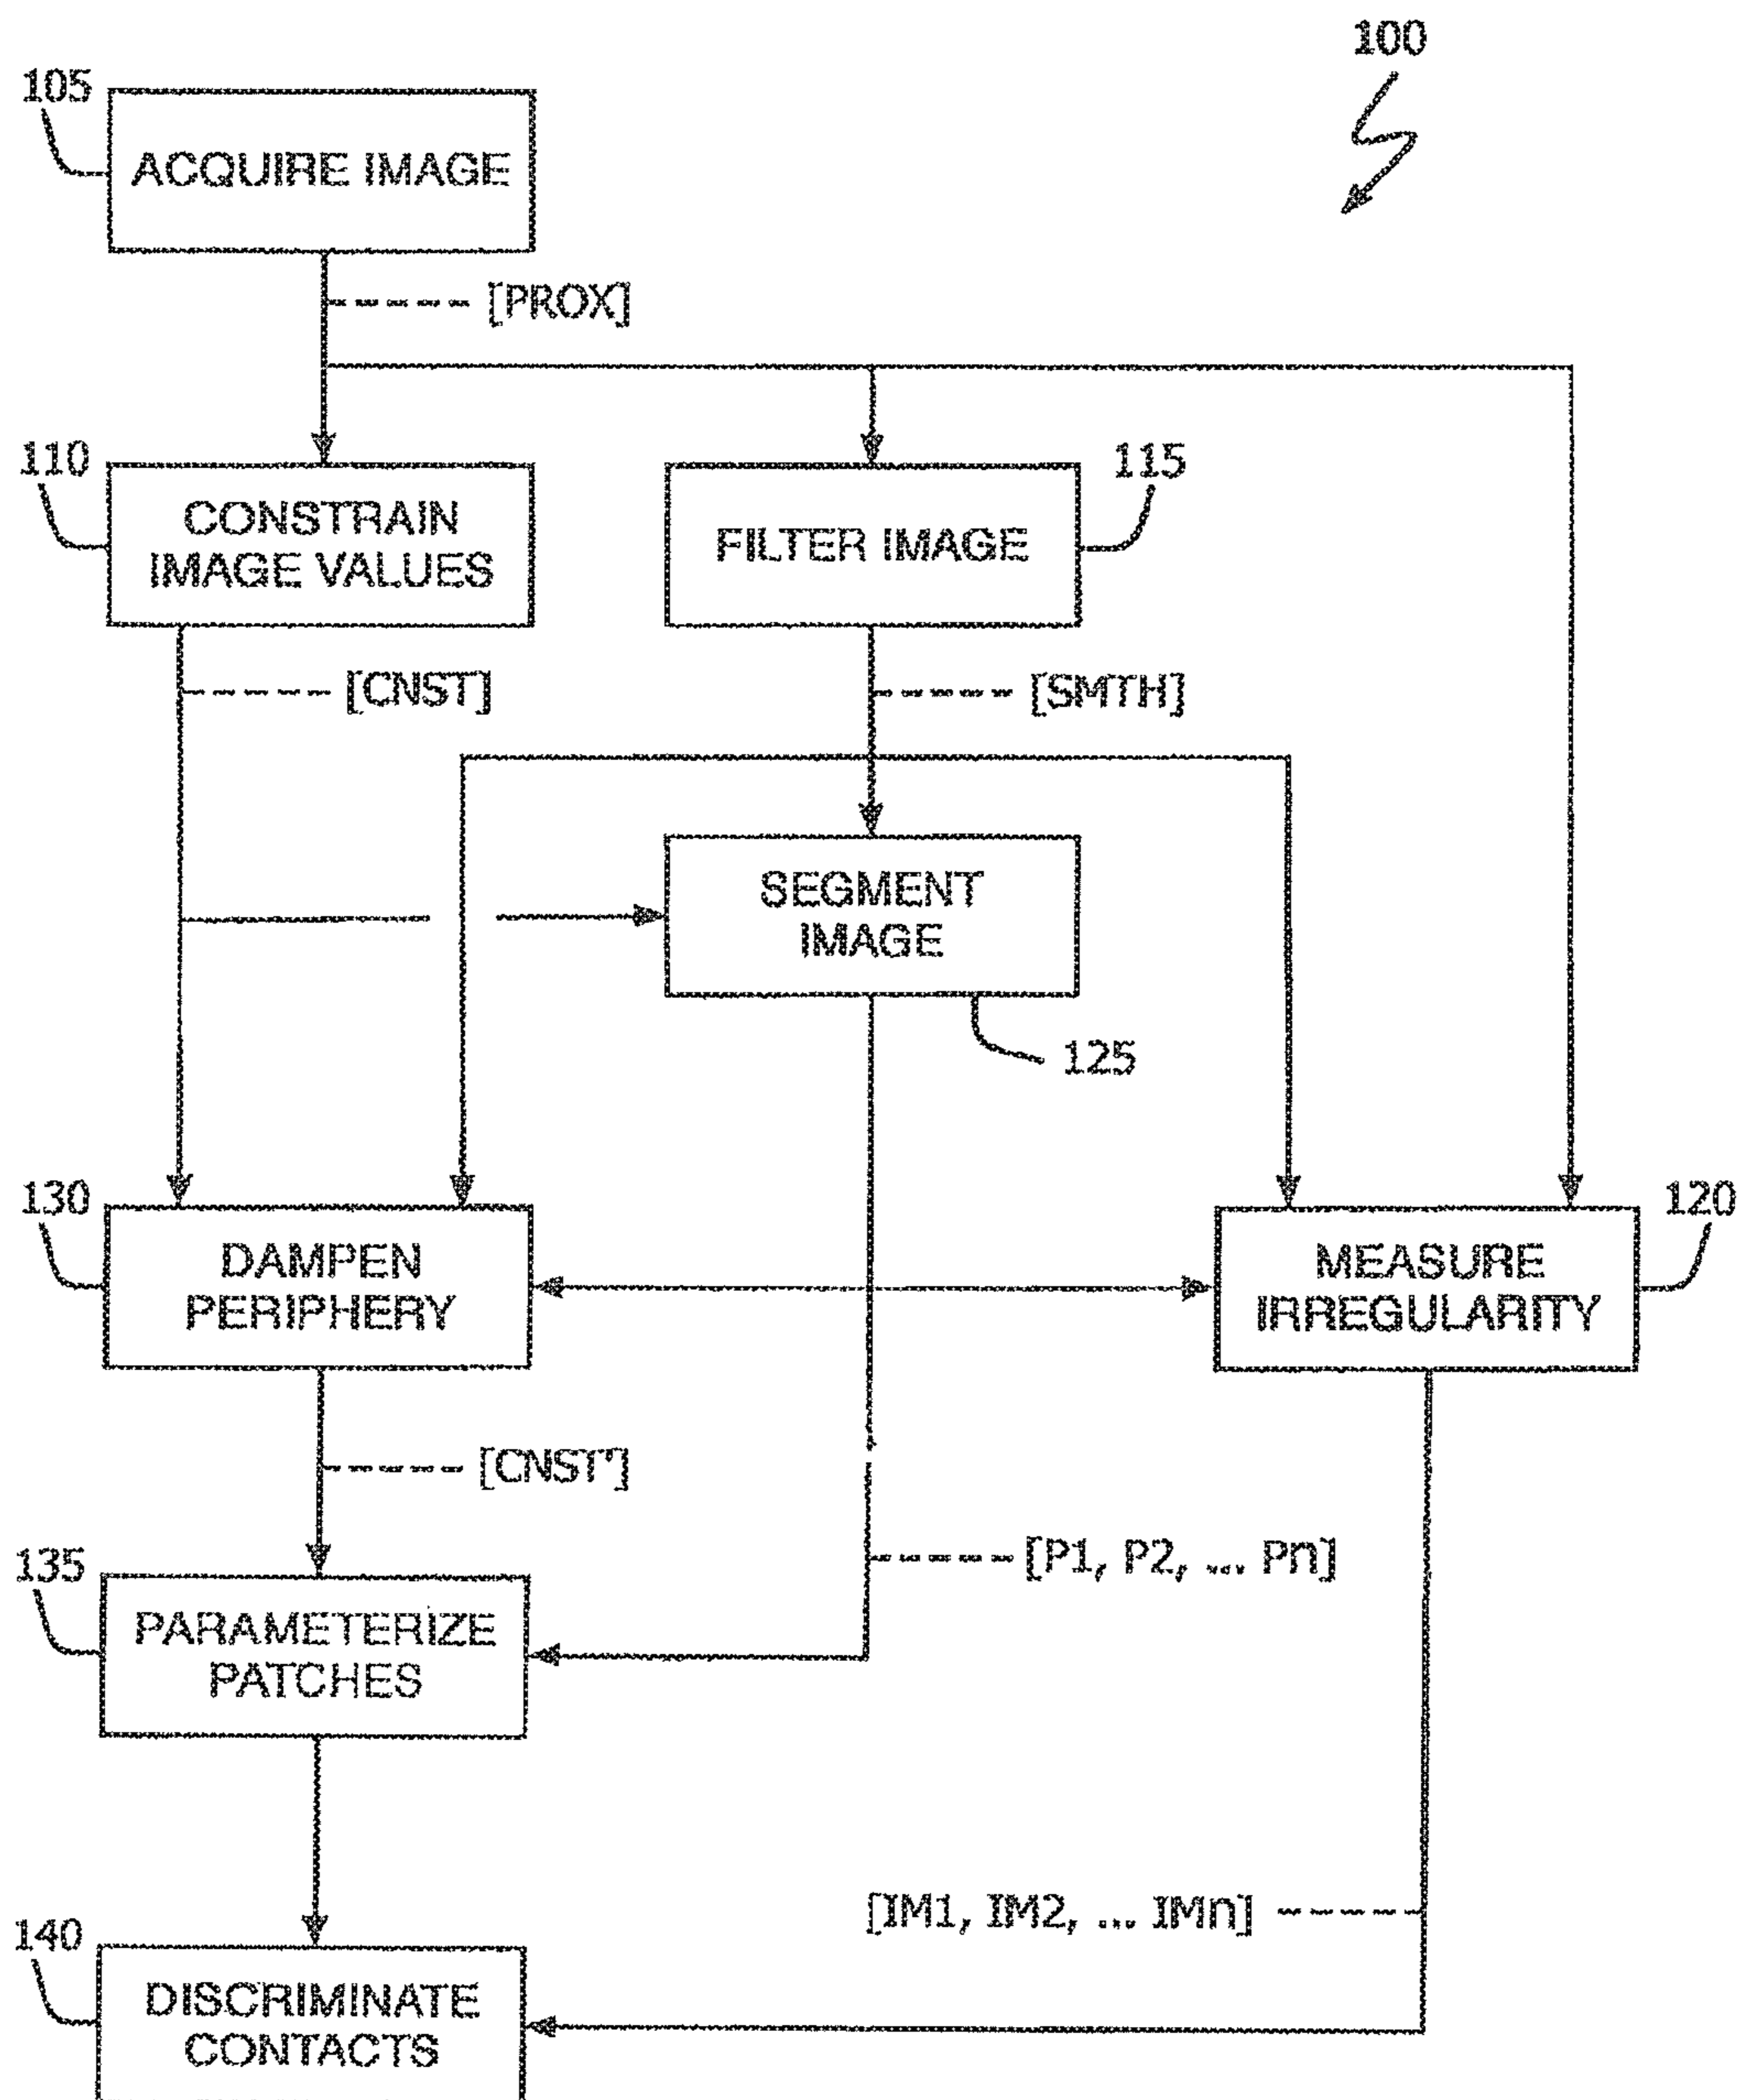 100
105
ACQUIRE IMAGE
[PROX]
110
CONSTRAIN
IMAGE VALUES
FILTER IMAGE
115
[CNST]
[SMTH]
SEGMENT
IMAGE
125
130
DAMPEN
PERIPHERY
MEASURE
IRREGULARITY
120
[CNST']
[P1, P2, ... Pn]
135
PARAMETERIZE
PATCHES
[IM1, IM2, ... IMn]
140
DISCRIMINATE
CONTACTS